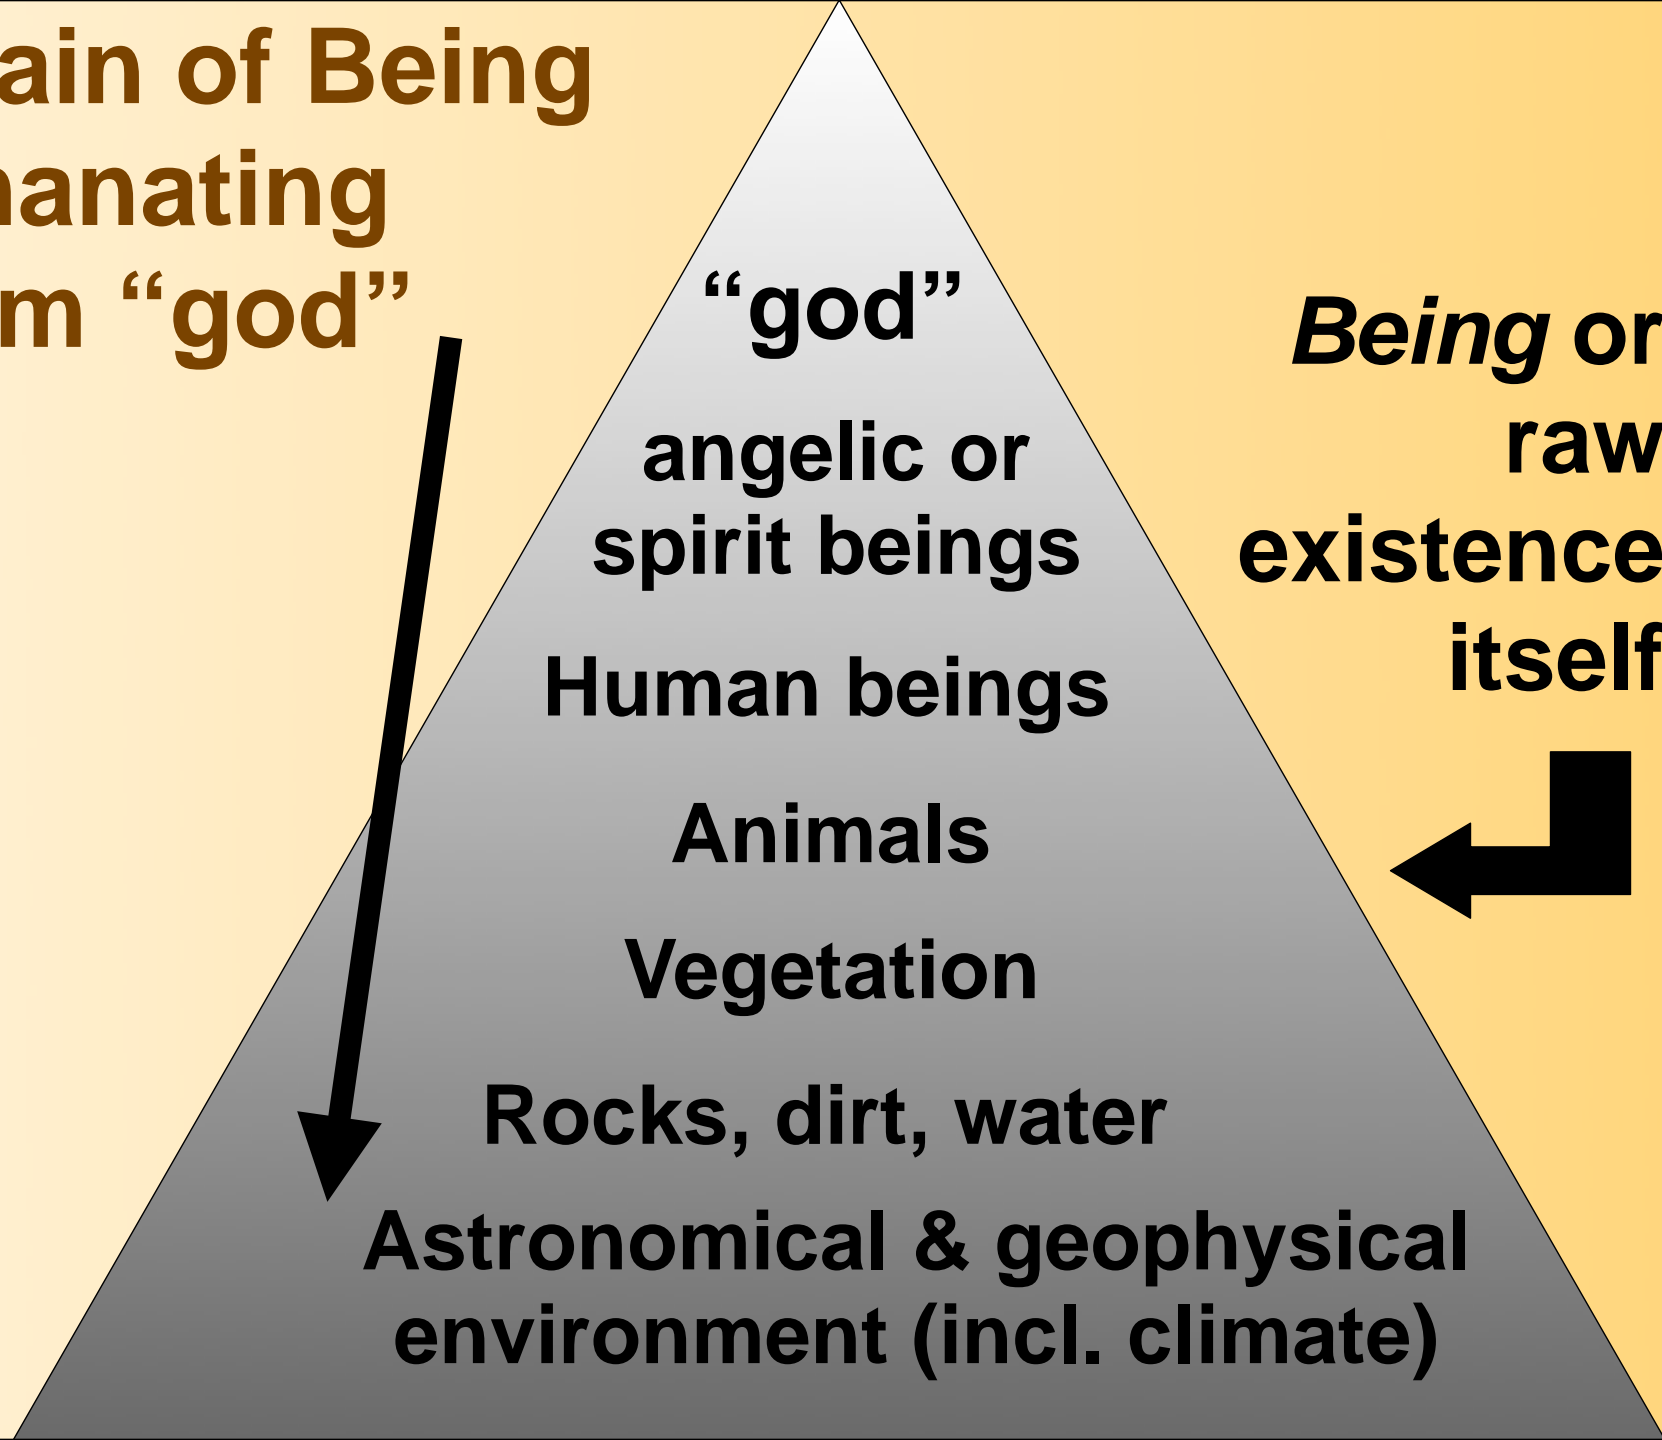 ain of Being
nanating
m “god”
“god”
angelic or
spirit beings
Human beings
Animals
Vegetation
Rocks, dirt, water
Astronomical & geophysical
environment (incl. climate)
Being or
raw
existence
itself